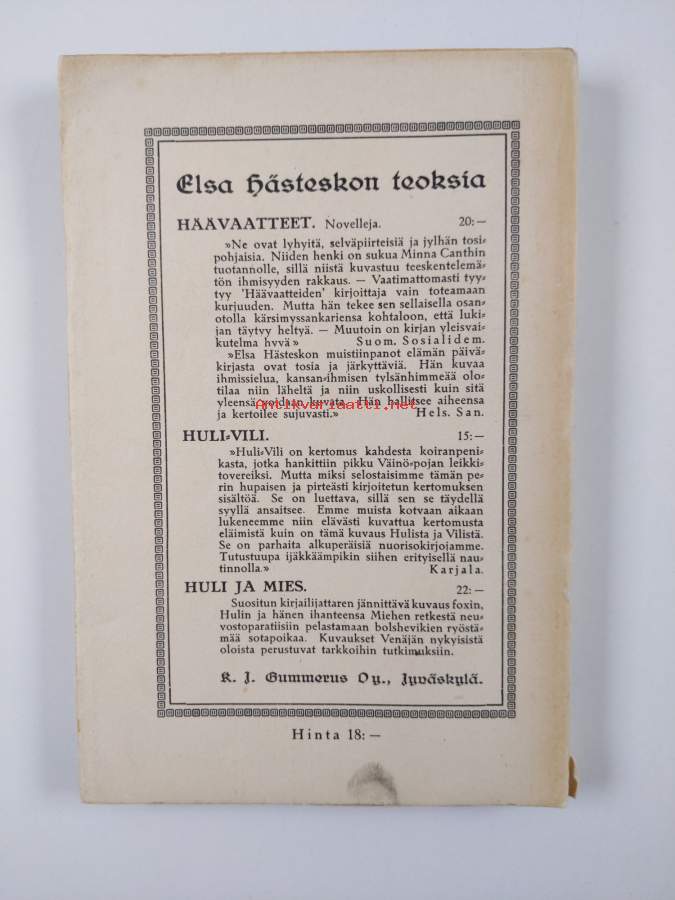 Elsa Hästeskon teoksia
HÄÄVAATTEET. Novelleja. 20:—
»Ne ovat lyhyitä, selväpiirteisiä ja jylhän tosi-
pohjaisia. Niiden henki on sukua Minna Canthin
tuotannolle, sillä niistä kuvastuu teeskentelemä-
tön ihmisyyden rakkaus. — Vaatimattomasti tyy-
tyy 'Häävaatteiden' kirjoittaja vain toteamaan
kurjuuden. Mutta hän tekee sen sellaisella osan-
otolla kärsimyssankariensa kohtaloon, että luki-
jan täytyy heltyä. — Muutoin on kirjan yleisvai-
kutelma hyvä» Suom. Sosialidem.
»Elsa Hästeskon muistiinpanot elämän päivä-
kirjasta ovat tosia ja järkyttäviä. Hän kuvaa
ihmissielua, kansan-ihmisen tylsänhimmeää olo-
tilaa niin läheltä ja niin uskollisesti kuin sitä
yleensä voidaan kuvata. Hän hallitsee aiheensa
Antikvariaatti.net
ja kertoilee sujuvasti.» Hels. San.
HULI-VILI. 15:—
»Huli-Vili on kertomus kahdesta koiranpeni-
kasta, jotka hankittiin pikku Väinö-pojan leikki-
tovereiksi. Mutta miksi selostaisimme tämän pe-
rin hupaisen ja pirteästi kirjoitetun kertomuksen
sisältöä. Se on luettava, sillä sen se täydellä
syyllä ansaitsee. Emme muista kotvaan aikaan
lukeneemme niin elävästi kuvattua kertomusta
eläimistä kuin on tämä kuvaus Hulista ja Vilistä.
Se on parhaita alkuperäisiä nuorisokirjojamme.
Tutustuupa ijäkkäämpikin siihen erityisellä nau-
tinnolla.» Karjala.
HULI JA MIES. 22:—
Suositun kirjailijattaren jännittävä kuvaus foxin,
Hulin ja hänen ihanteensa Miehen retkestä neu-
vostoparatiisiin pelastamaan bolshevikien ryöstä-
mää sotapoikaa. Kuvaukset Venäjän nykyisistä
oloista perustuvat tarkkoihin tutkimuksiin.
K. J. Gummerus Oy., Jyväskylä.
Hinta 18:—